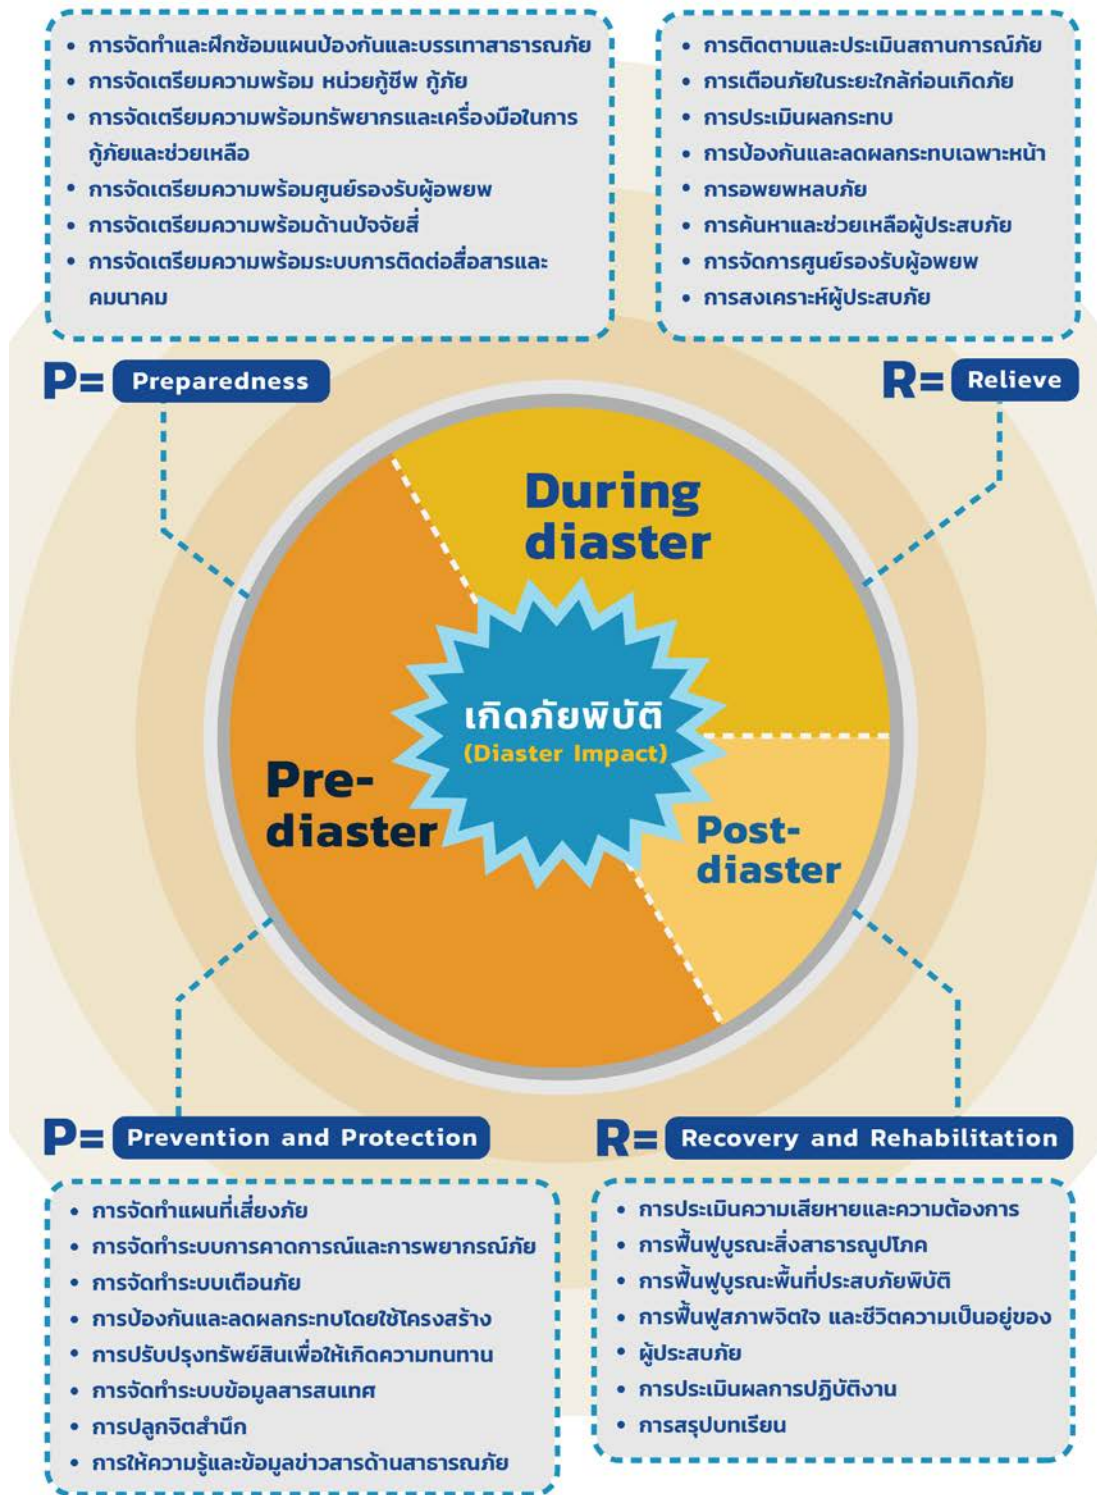 • การจัดทำและฝึกซ้อมแผนป้องกันและบรรเทาสาธารณภัย
• การจัดเตรียมความพร้อม หน่วยกู้ชีพ กู้ภัย
• การจัดเตรียมความพร้อมทรัพยากรและเครื่องมือในการ
กู้ภัยและช่วยเหลือ
• การจัดเตรียมความพร้อมศูนย์รองรับผู้อพยพ
• การจัดเตรียมความพร้อมด้านปัจจัยสี่
• การจัดเตรียมความพร้อมระบบการติดต่อสื่อสารและ
คมนาคม
P= Preparedness
• การติดตามและประเมินสถานการณ์ภัย
• การเตือนภัยในระยะใกล้ก่อนเกิดภัย
• การประเมินผลกระทบ
• การป้องกันและลดผลกระทบเฉพาะหน้า
• การอพยพหลบภัย
• การค้นหาและช่วยเหลือผู้ประสบภัย
• การจัดการศูนย์รองรับผู้อพยพ
• การสงเคราะห์ผู้ประสบภัย
R= Relieve
During
diaster
เกิดภัยพิบัติ
(Diaster Impact)
Pre-
diaster
Post-
diaster
P= Prevention and Protection
• การจัดทำแผนที่เสี่ยงภัย
• การจัดทำระบบการคาดการณ์และการพยากรณ์ภัย
• การจัดทำระบบเตือนภัย
• การป้องกันและลดผลกระทบโดยใช้โครงสร้าง
• การปรับปรุงทรัพย์สินเพื่อให้เกิดความทนทาน
• การจัดทำระบบข้อมูลสารสนเทศ
• การปลูกจิตสำนึก
• การให้ความรู้และข้อมูลข่าวสารด้านสาธารณภัย
R= Recovery and Rehabilitation
• การประเมินความเสียหายและความต้องการ
• การฟื้นฟูบูรณะสิ่งสาธารณูปโภค
• การฟื้นฟูบูรณะพื้นที่ประสบภัยพิบัติ
• การฟื้นฟูสภาพจิตใจ และชีวิตความเป็นอยู่ของ
• ผู้ประสบภัย
• การประเมินผลการปฏิบัติงาน
• การสรุปบทเรียน